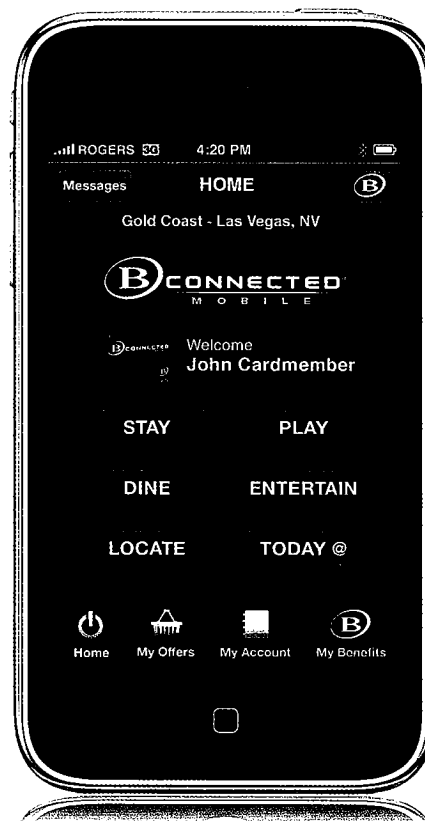 ROGERS 3G 4:20 PM
Messages HOME B
Gold Coast - Las Vegas, NV
B CONNECTED
MOBILE
B CONNECTED Welcome
John Cardmember
STAY PLAY
DINE ENTERTAIN
LOCATE TODAY @
Home My Offers My Account B My Benefits